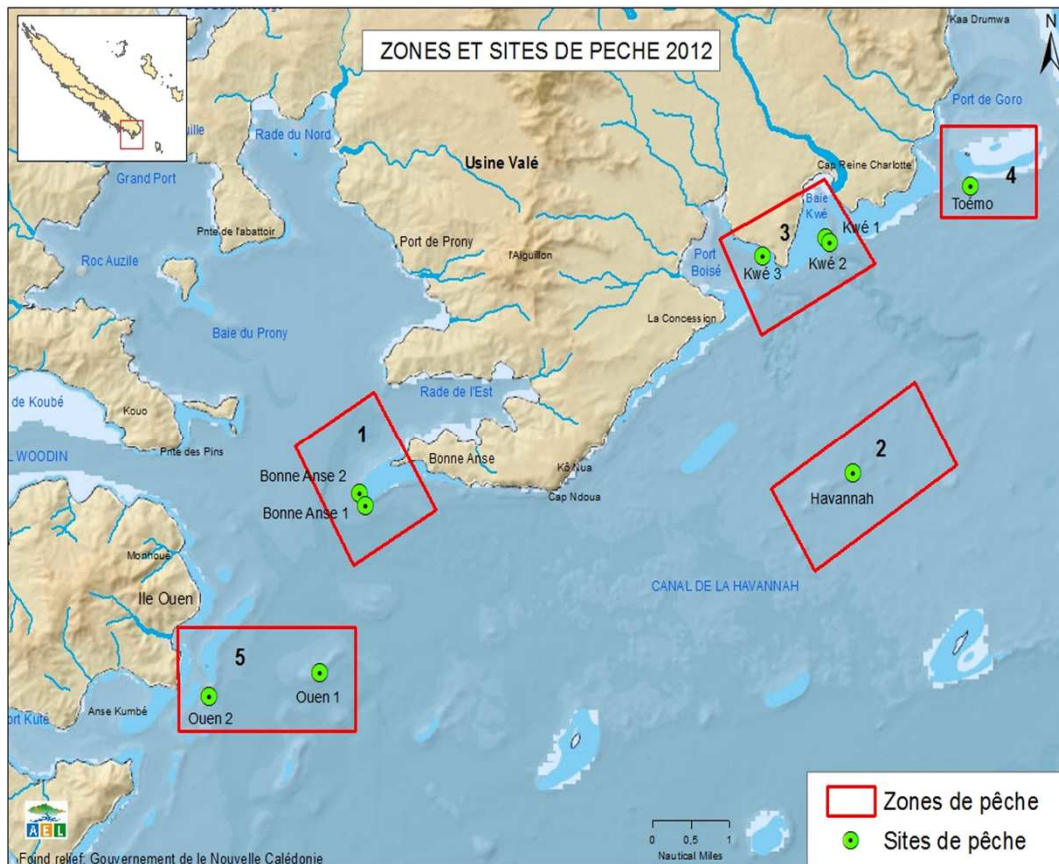 ZONES ET SITES DE PECHE 2012
Kaa Drumwa
N
Port de Goro
Rade du Nord
Usine Valé
Cap Reine Charlotte
Grand Port
4
Toémo
Baie
Kwé
Pnte de l'abattoir
Port de Prony
l'Aiguillon
3
Kwé 1
Kwé 2
Kwé 3
Port
Boisé
Roc Auzile
Baie du Prony
La Concession
Rade de l'Est
de Koubé
Kouo
Pnte des Pins
L WOODIN
1
Bonne Anse
Bonne Anse 2
Bonne Anse 1
Kô Nua
Cap Ndoua
2
Havannah
CANAL DE LA HAVANNAH
Monhoué
Ile Ouen
5
Ouen 1
Ouen 2
Anse Kumbé
ort Kuté
Zones de pêche
Sites de pêche
0 0,5 1
Nautical Miles
AEL
Fond relief: Gouvernement de le Nouvelle Calédonie